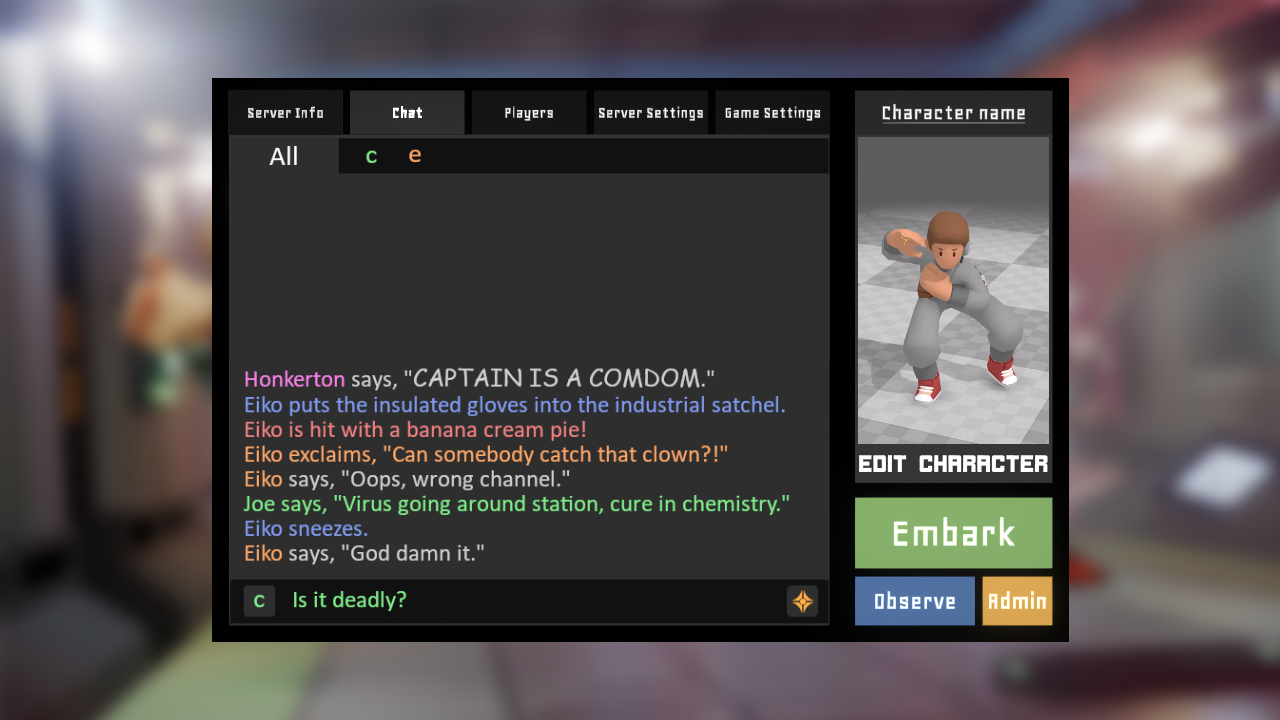 Server Info
Chat
Players
Server Settings
Game Settings
All
c
e
Honkerton says, "CAPTAIN IS A COMDOM."
Eiko puts the insulated gloves into the industrial satchel.
Eiko is hit with a banana cream pie!
Eiko exclaims, "Can somebody catch that clown?!"
Eiko says, "Oops, wrong channel."
Joe says, "Virus going around station, cure in chemistry."
Eiko sneezes.
Eiko says, "God damn it."
c Is it deadly?
Character name
EDIT CHARACTER
Embark
Observe
Admin